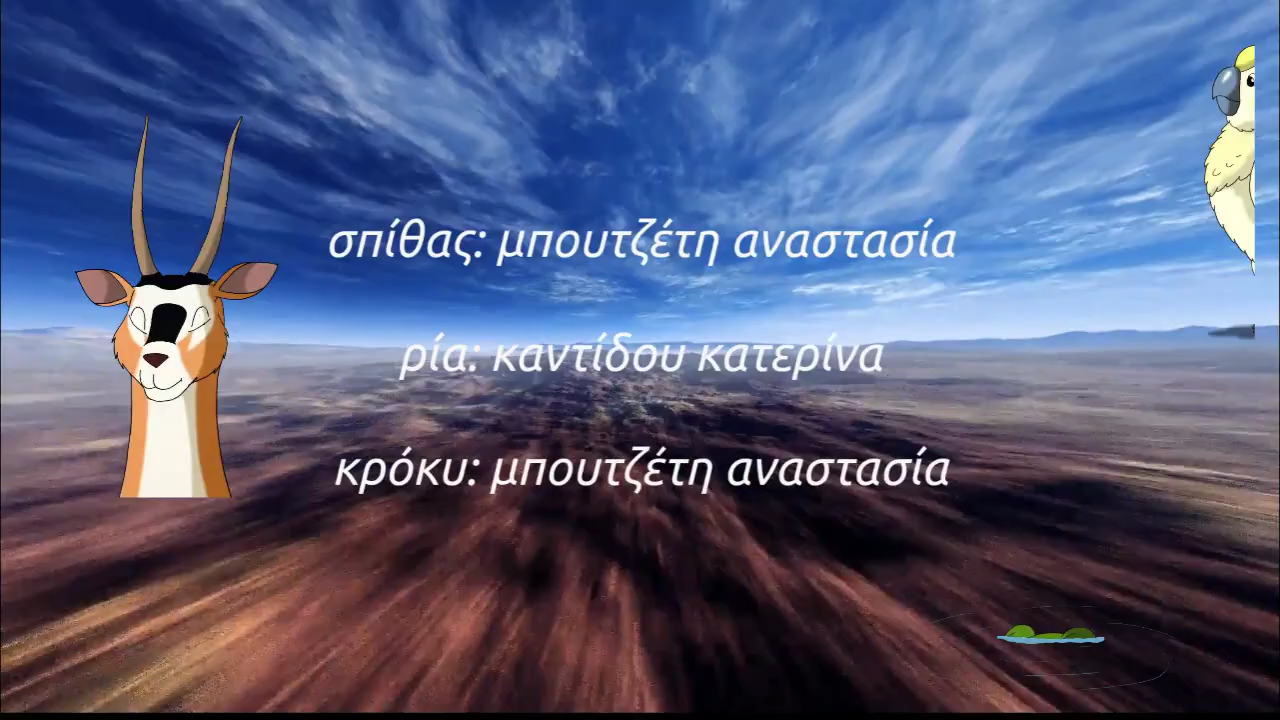 σπίθας: μπουτζέτη αναστασία
ρία: καντίδου κατερίνα
κρόκυ: μπουτζέτη αναστασία